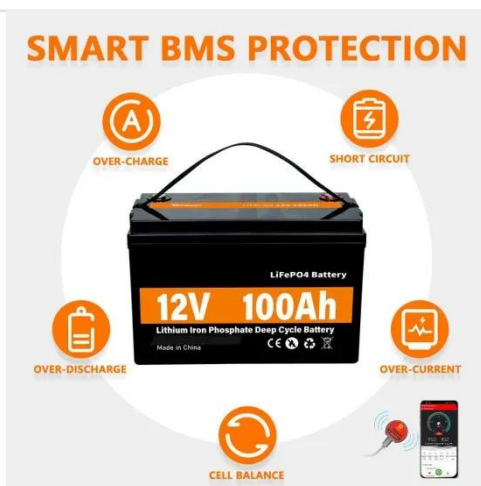 SMART BMS PROTECTION
A
OVER-CHARGE
SHORT CIRCUIT
LiFePO4 Battery
12V 100Ah
Lithium Iron Phosphate Deep Cycle Battery
Made in China
CE
OVER-DISCHARGE
OVER-CURRENT
CELL BALANCE